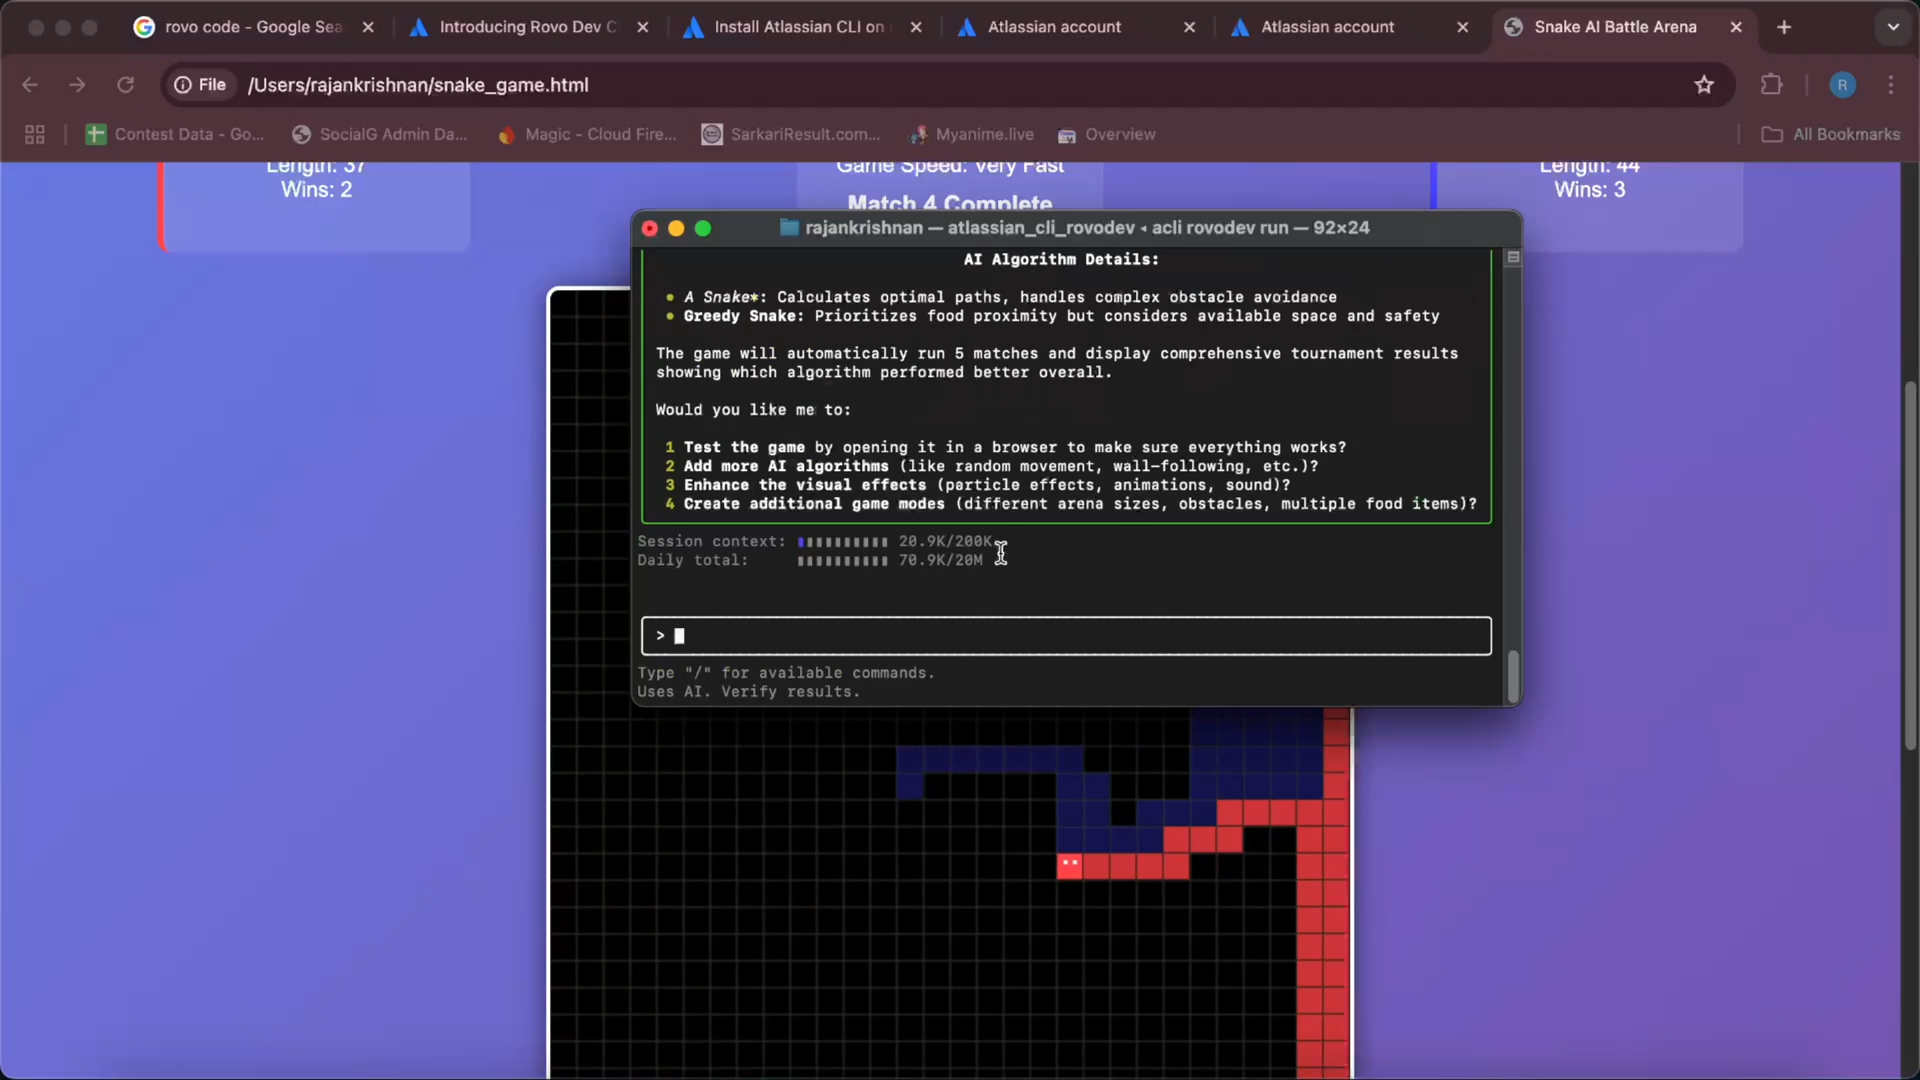 rovo code - Google Sea
Introducing Rovo Dev C
Install Atlassian CLI on
Atlassian account
Atlassian account
Snake AI Battle Arena
File
/Users/rajankrishnan/snake_game.html
R
Contest Data - Go...
SocialG Admin Da...
Magic - Cloud Fire...
SarkariResult.com...
Myanime.live
Overview
All Bookmarks
Length: 37
Wins: 2
Game Speed: Very Fast
Match 4 Complete
Length: 44
Wins: 3
rajankrishnan — atlassian_cli_rovodev ◂ acli rovodev run — 92×24
AI Algorithm Details:
• A Snake*: Calculates optimal paths, handles complex obstacle avoidance
• Greedy Snake: Prioritizes food proximity but considers available space and safety
The game will automatically run 5 matches and display comprehensive tournament results
showing which algorithm performed better overall.
Would you like me to:
1 Test the game by opening it in a browser to make sure everything works?
2 Add more AI algorithms (like random movement, wall-following, etc.)?
3 Enhance the visual effects (particle effects, animations, sound)?
4 Create additional game modes (different arena sizes, obstacles, multiple food items)?
Session context: 20.9K/200K
Daily total: 70.9K/20M
>
Type "/" for available commands.
Uses AI. Verify results.